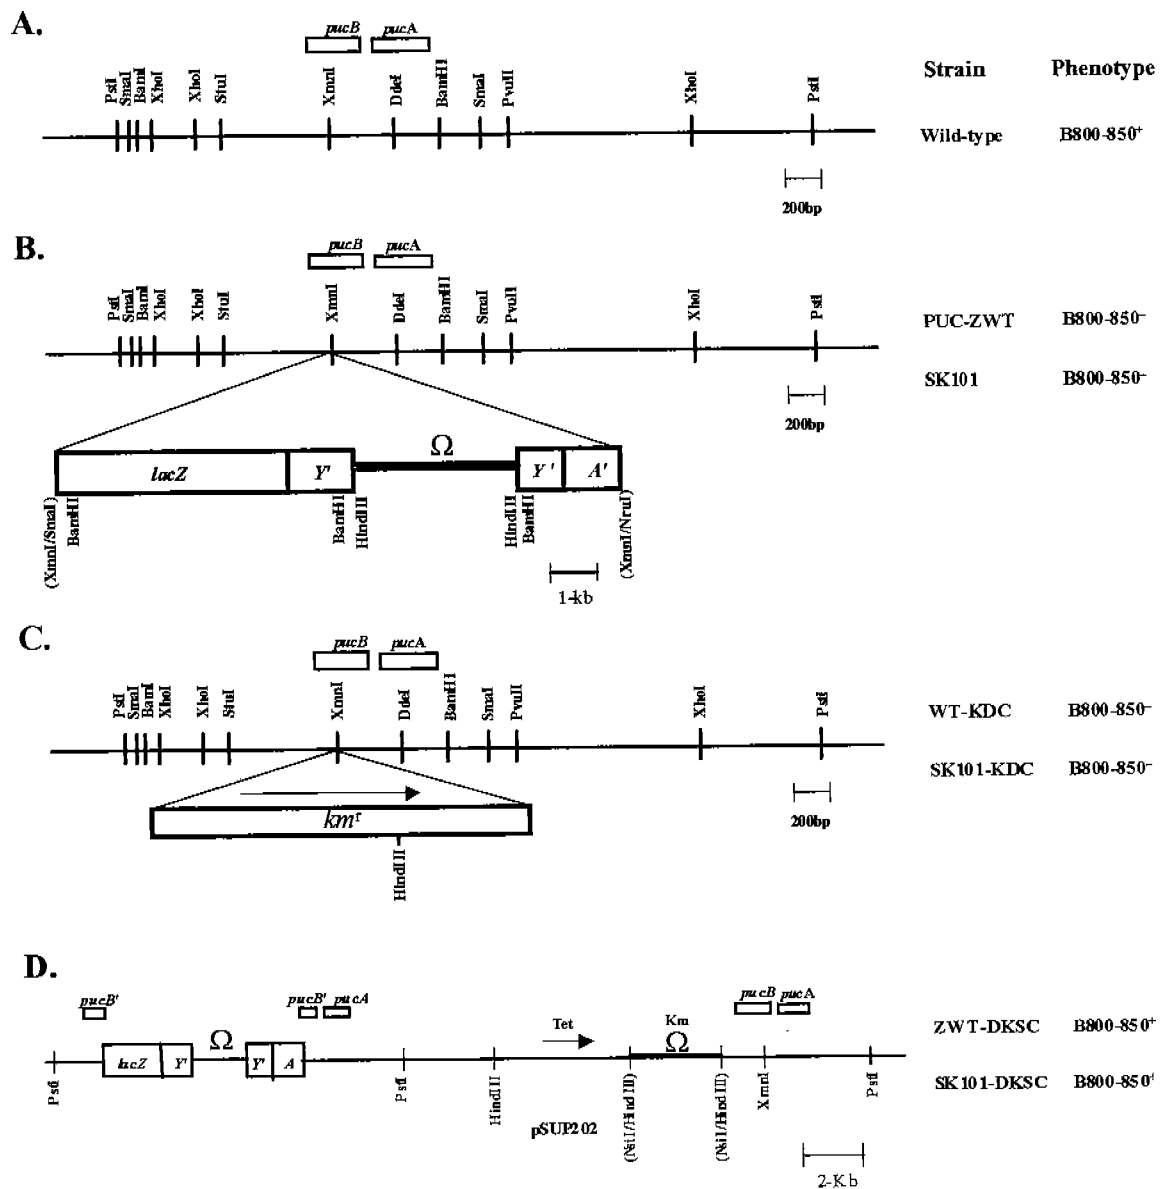 A.
pucB pucA
PstI SmaI BamI XhoI XhoI StuI XmnI DdeI BamHI SmaI PvuII XhoI PstI
Strain Phenotype
Wild-type B800-850+
200bp
B.
pucB pucA
PstI SmaI BamI XhoI XhoI StuI XmnI DdeI BamHI SmaI PvuII XhoI PstI
PUC-ZWT B800-850−
SK101 B800-850−
200bp
Ω
lacZ Y' Y' A'
(XmnI/SmaI) BamHI BamHI HindIII HindIII BamHI (XmnI/NruI)
1-kb
C.
pucB pucA
PstI SmaI BamI XhoI XhoI StuI XmnI DdeI BamHI SmaI PvuII XhoI PstI
WT-KDC B800-850−
SK101-KDC B800-850−
200bp
kmr
HindIII
D.
pucB' pucB' pucA pucB pucA
Ω Tet Km Ω
ZWT-DKSC B800-850+
lacZ Y' Y' A
SK101-DKSC B800-850+
PstI PstI HindIII (NsiI/HindIII) (NsiI/HindIII) XmnI PstI
pSUP202
2-Kb